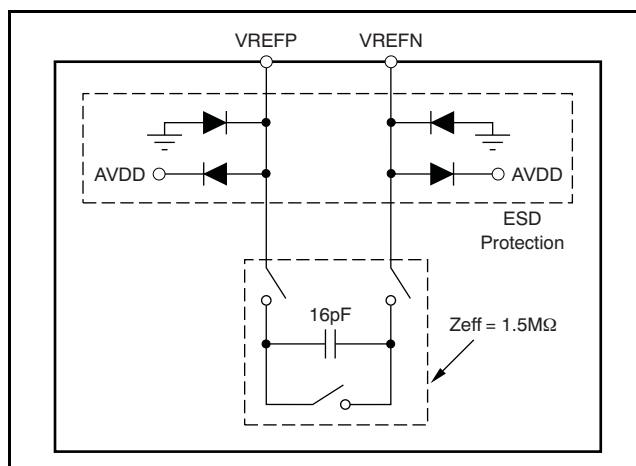 VREFP VREFN
AVDD AVDD
ESD
Protection
16pF
Zeff = 1.5MΩ